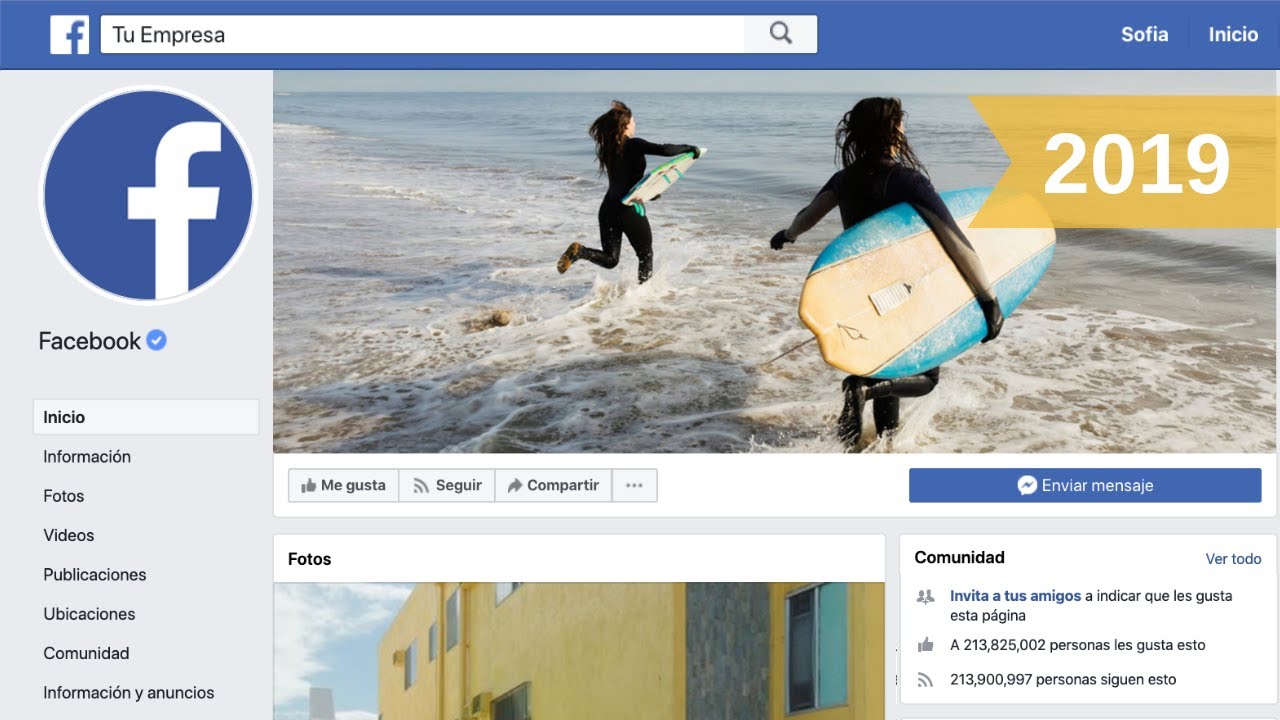 f
Tu Empresa
Sofia
Inicio
2019
f
Facebook
Inicio
Información
Fotos
Videos
Publicaciones
Ubicaciones
Comunidad
Información y anuncios
Me gusta
Seguir
Compartir
...
Enviar mensaje
Fotos
Comunidad
Ver todo
Invita a tus amigos a indicar que les gusta
esta página
A 213,825,002 personas les gusta esto
213,900,997 personas siguen esto